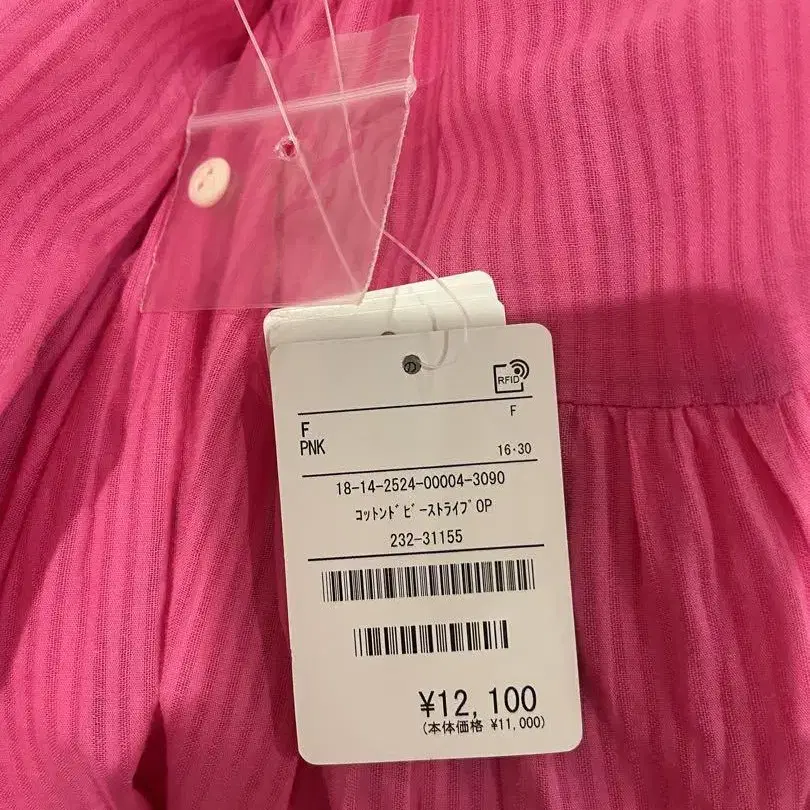 RFID
F F
PNK 16・30
18-14-2524-00004-3090
コットンドビーストライプOP
232-31155
¥12,100
(本体価格 ¥11,000)